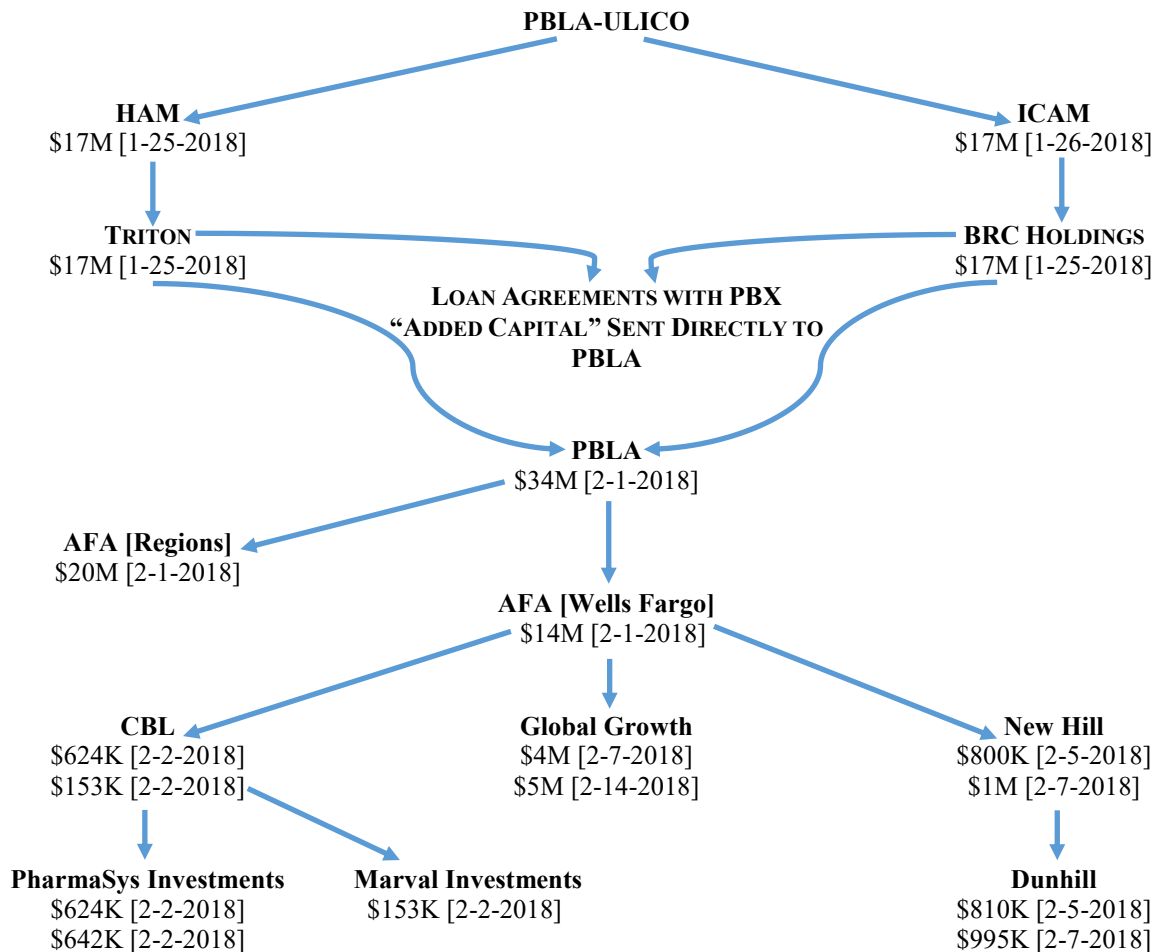 PBLA-ULICO
HAM
$17M [1-25-2018]
ICAM
$17M [1-26-2018]
TRITON
$17M [1-25-2018]
BRC HOLDINGS
$17M [1-25-2018]
LOAN AGREEMENTS WITH PBX
“ADDED CAPITAL” SENT DIRECTLY TO
PBLA
PBLA
$34M [2-1-2018]
AFA [Regions]
$20M [2-1-2018]
AFA [Wells Fargo]
$14M [2-1-2018]
CBL
$624K [2-2-2018]
$153K [2-2-2018]
Global Growth
$4M [2-7-2018]
$5M [2-14-2018]
New Hill
$800K [2-5-2018]
$1M [2-7-2018]
PharmaSys Investments
$624K [2-2-2018]
$642K [2-2-2018]
Marval Investments
$153K [2-2-2018]
Dunhill
$810K [2-5-2018]
$995K [2-7-2018]